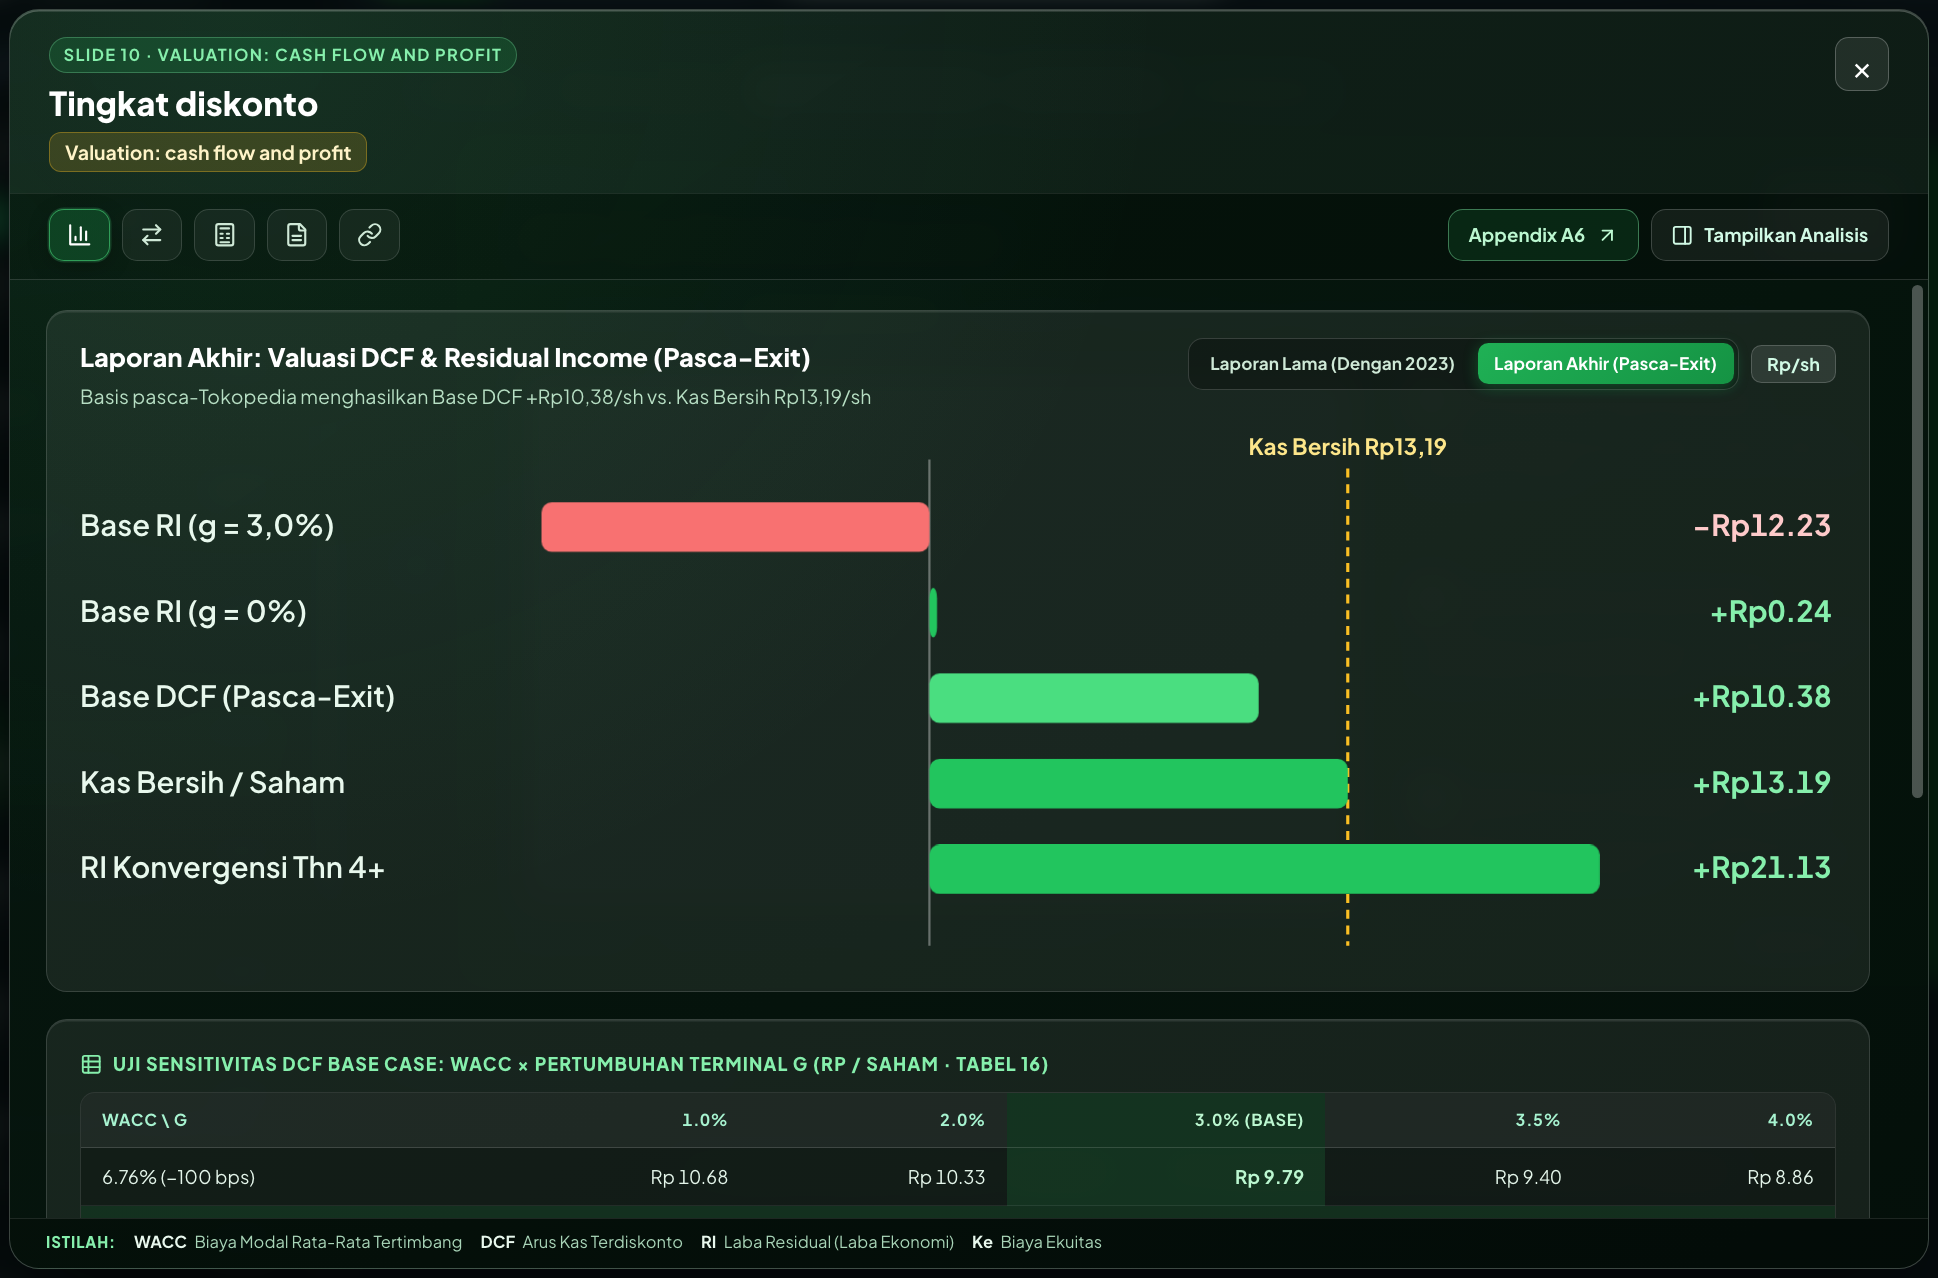 SLIDE 10 · VALUATION: CASH FLOW AND PROFIT
Tingkat diskonto
Valuation: cash flow and profit
Appendix A6
Tampilkan Analisis
Laporan Akhir: Valuasi DCF & Residual Income (Pasca-Exit)
Basis pasca-Tokopedia menghasilkan Base DCF +Rp10,38/sh vs. Kas Bersih Rp13,19/sh
Laporan Lama (Dengan 2023)
Laporan Akhir (Pasca-Exit)
Rp/sh
Kas Bersih Rp13,19
Base RI (g = 3,0%) −Rp12.23
Base RI (g = 0%) +Rp0.24
Base DCF (Pasca-Exit) +Rp10.38
Kas Bersih / Saham +Rp13.19
RI Konvergensi Thn 4+ +Rp21.13
UJI SENSITIVITAS DCF BASE CASE: WACC × PERTUMBUHAN TERMINAL G (RP / SAHAM · TABEL 16)
WACC \ G 1.0% 2.0% 3.0% (BASE) 3.5% 4.0%
6.76% (−100 bps) Rp 10.68 Rp 10.33 Rp 9.79 Rp 9.40 Rp 8.86
ISTILAH: WACC Biaya Modal Rata-Rata Tertimbang DCF Arus Kas Terdiskonto RI Laba Residual (Laba Ekonomi) Ke Biaya Ekuitas